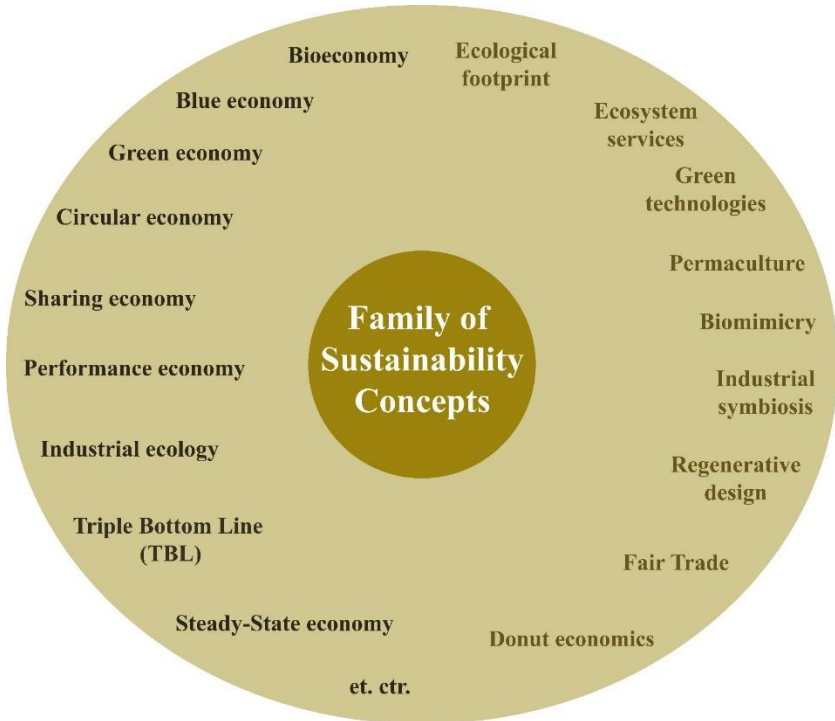 Bioeconomy
Blue economy
Green economy
Circular economy
Sharing economy
Performance economy
Industrial ecology
Triple Bottom Line
(TBL)
Steady-State economy
et. ctr.
Family of
Sustainability
Concepts
Ecological
footprint
Ecosystem
services
Green
technologies
Permaculture
Biomimicry
Industrial
symbiosis
Regenerative
design
Fair Trade
Donut economics